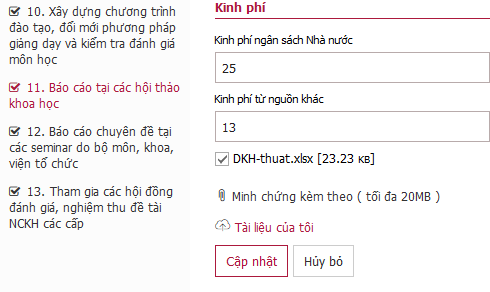 10. Xây dựng chương trình
đào tạo, đổi mới phương pháp
giảng dạy và kiểm tra đánh giá
môn học
11. Báo cáo tại các hội thảo
khoa học
12. Báo cáo chuyên đề tại
các seminar do bộ môn, khoa,
viện tổ chức
13. Tham gia các hội đồng
đánh giá, nghiệm thu đề tài
NCKH các cấp
Kinh phí
Kinh phí ngân sách Nhà nước
25
Kinh phí từ nguồn khác
13
DKH-thuat.xlsx [23.23 KB]
Minh chứng kèm theo ( tối đa 20MB )
Tài liệu của tôi
Cập nhật
Hủy bỏ